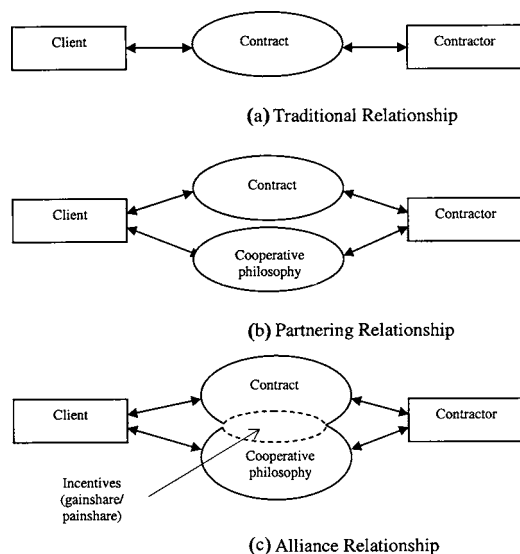 Client
Contract
Contractor
(a) Traditional Relationship
Contract
Client
Contractor
Cooperative
philosophy
(b) Partnering Relationship
Contract
Client
Contractor
Cooperative
philosophy
Incentives
(gainshare/
painshare)
(c) Alliance Relationship